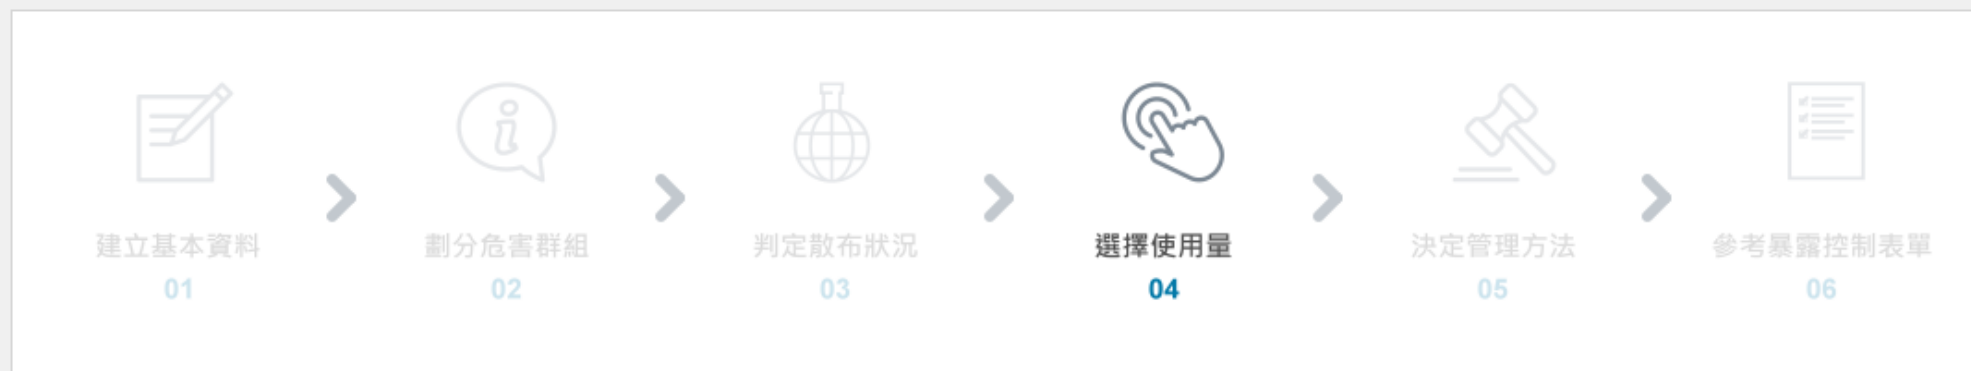 建立基本資料
01
劃分危害群組
02
判定散布狀況
03
選擇使用量
04
決定管理方法
05
參考暴露控制表單
06